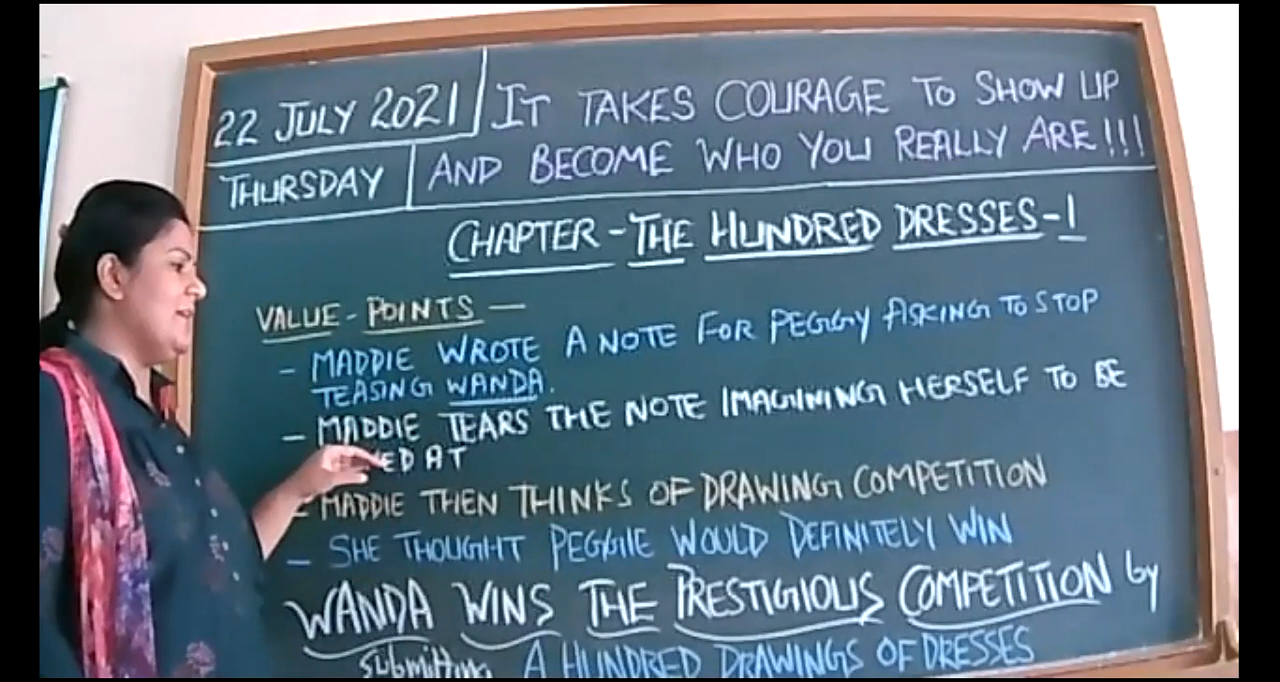 22 JULY 2021 IT TAKES COURAGE TO SHOW UP
THURSDAY AND BECOME WHO YOU REALLY ARE!!!
CHAPTER - THE HUNDRED DRESSES - 1
VALUE - POINTS —
- MADDIE WROTE A NOTE FOR PEGGY ASKING TO STOP
TEASING WANDA.
- MADDIE TEARS THE NOTE IMAGINING HERSELF TO BE
AT
- MADDIE THEN THINKS OF DRAWING COMPETITION
- SHE THOUGHT PEGGIE WOULD DEFINITELY WIN
WANDA WINS THE PRESTIGIOUS COMPETITION by
submitting A HUNDRED DRAWINGS OF DRESSES